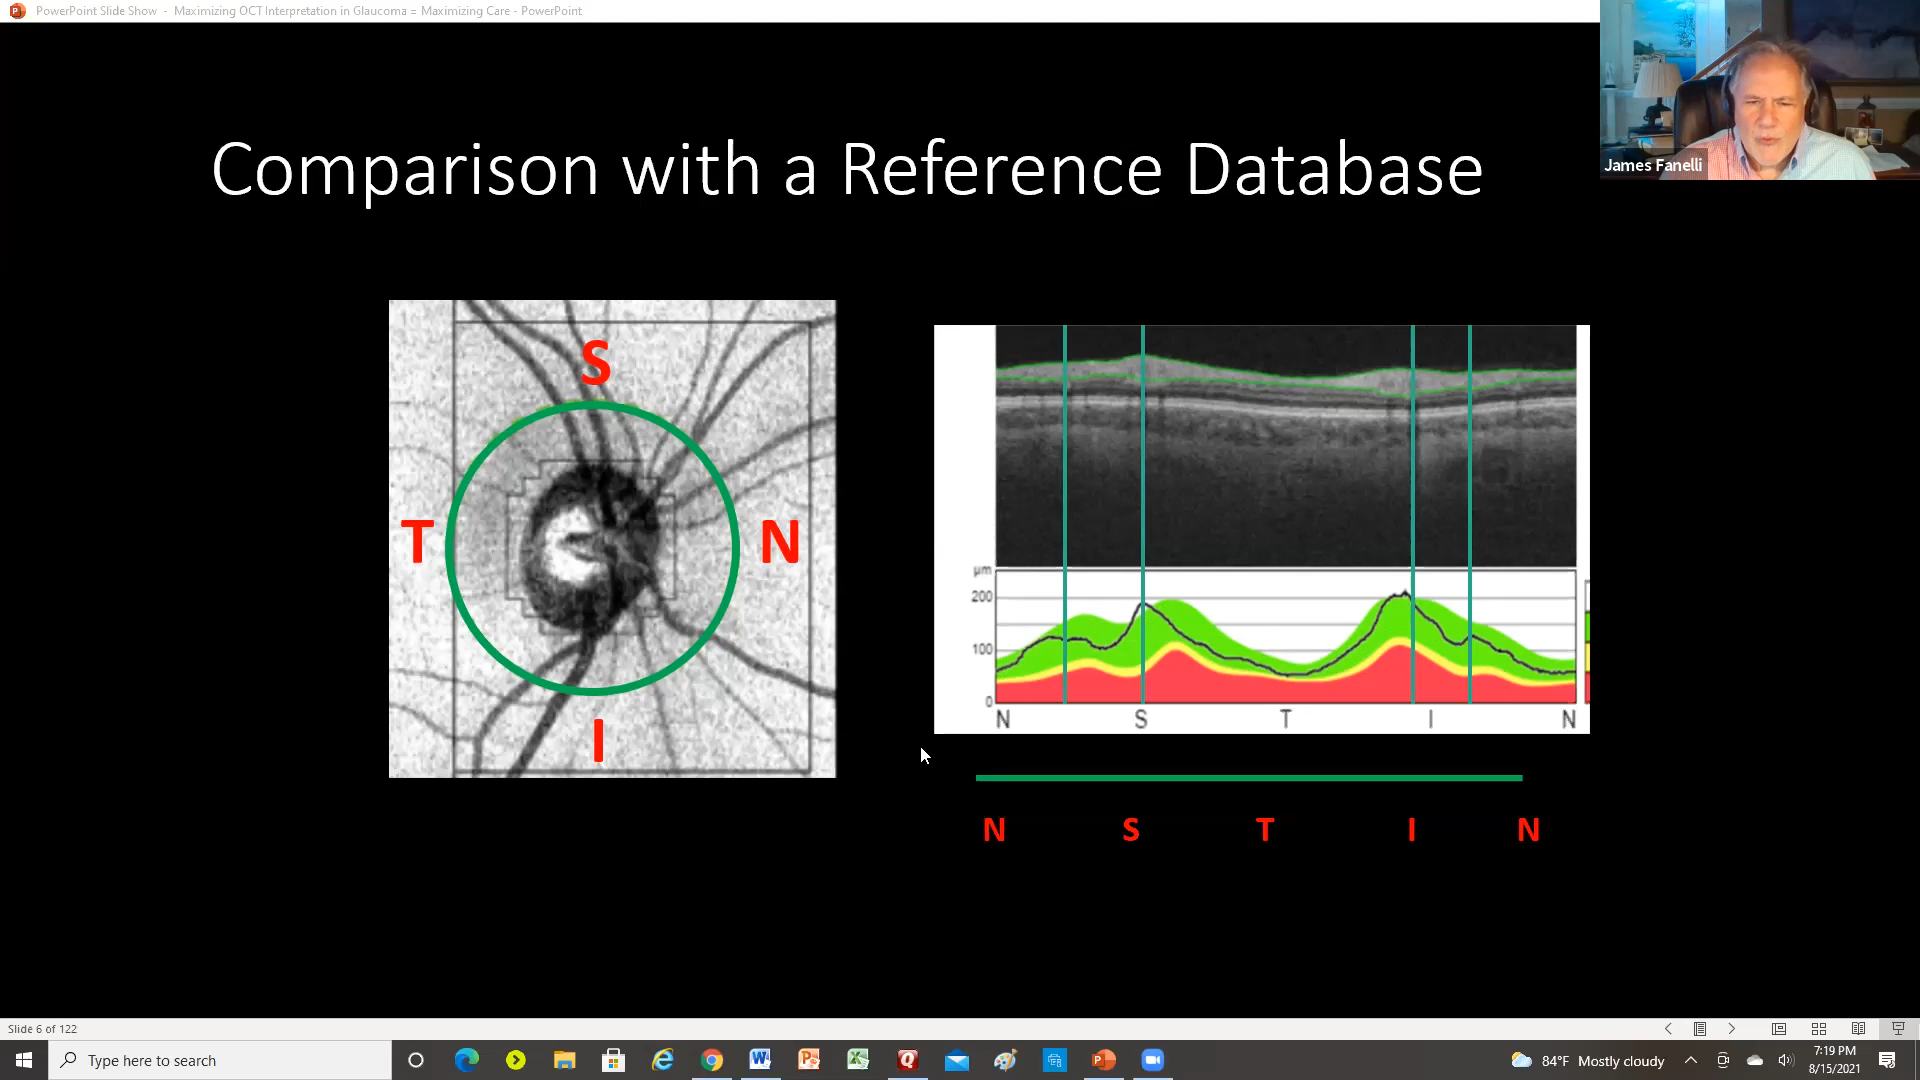 PowerPoint Slide Show - Maximizing OCT Interpretation in Glaucoma = Maximizing Care - PowerPoint
James Fanelli
Comparison with a Reference Database
S
T
N
I
µm
200
100
0
N S T I N
N S T I N
Slide 6 of 122
Type here to search
84°F Mostly cloudy
7:19 PM
8/15/2021